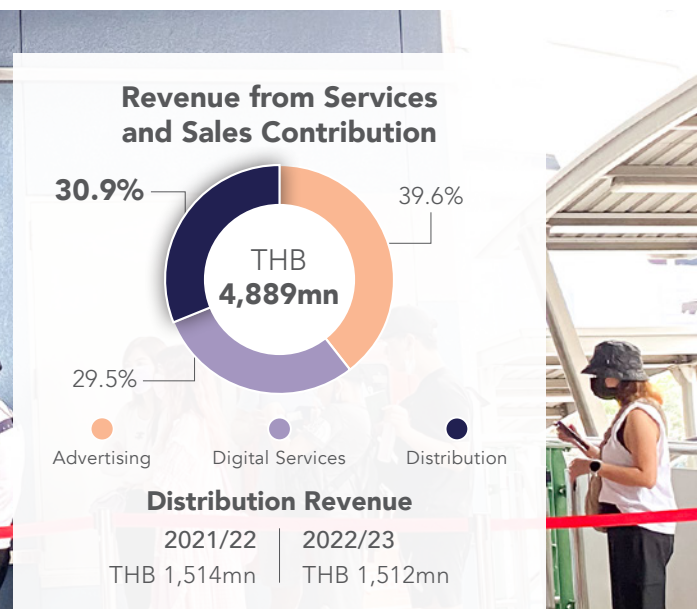 Revenue from Services
and Sales Contribution
30.9%
39.6%
THB
4,889mn
29.5%
Advertising
Digital Services
Distribution
Distribution Revenue
2021/22
2022/23
THB 1,514mn
THB 1,512mn